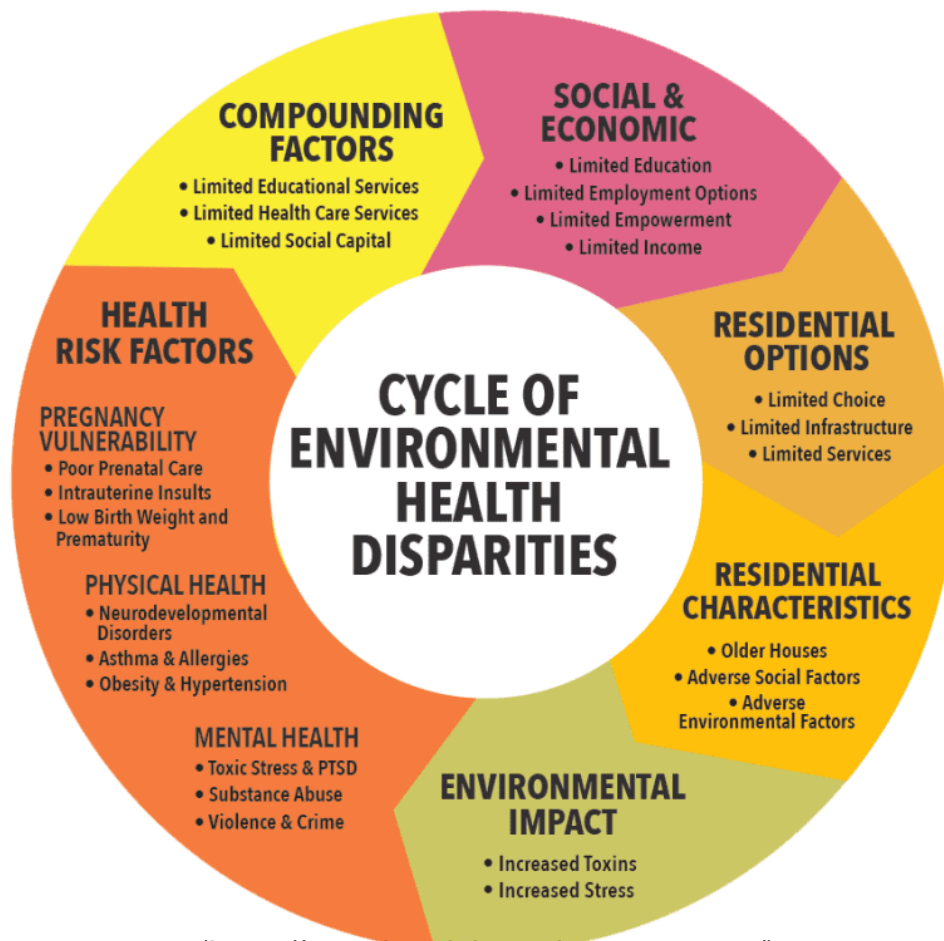 CYCLE OF
ENVIRONMENTAL
HEALTH
DISPARITIES
SOCIAL &
ECONOMIC
• Limited Education
• Limited Employment Options
• Limited Empowerment
• Limited Income
RESIDENTIAL
OPTIONS
• Limited Choice
• Limited Infrastructure
• Limited Services
RESIDENTIAL
CHARACTERISTICS
• Older Houses
• Adverse Social Factors
• Adverse
Environmental Factors
ENVIRONMENTAL
IMPACT
• Increased Toxins
• Increased Stress
HEALTH
RISK FACTORS
PREGNANCY
VULNERABILITY
• Poor Prenatal Care
• Intrauterine Insults
• Low Birth Weight and
Prematurity
PHYSICAL HEALTH
• Neurodevelopmental
Disorders
• Asthma & Allergies
• Obesity & Hypertension
MENTAL HEALTH
• Toxic Stress & PTSD
• Substance Abuse
• Violence & Crime
COMPOUNDING
FACTORS
• Limited Educational Services
• Limited Health Care Services
• Limited Social Capital